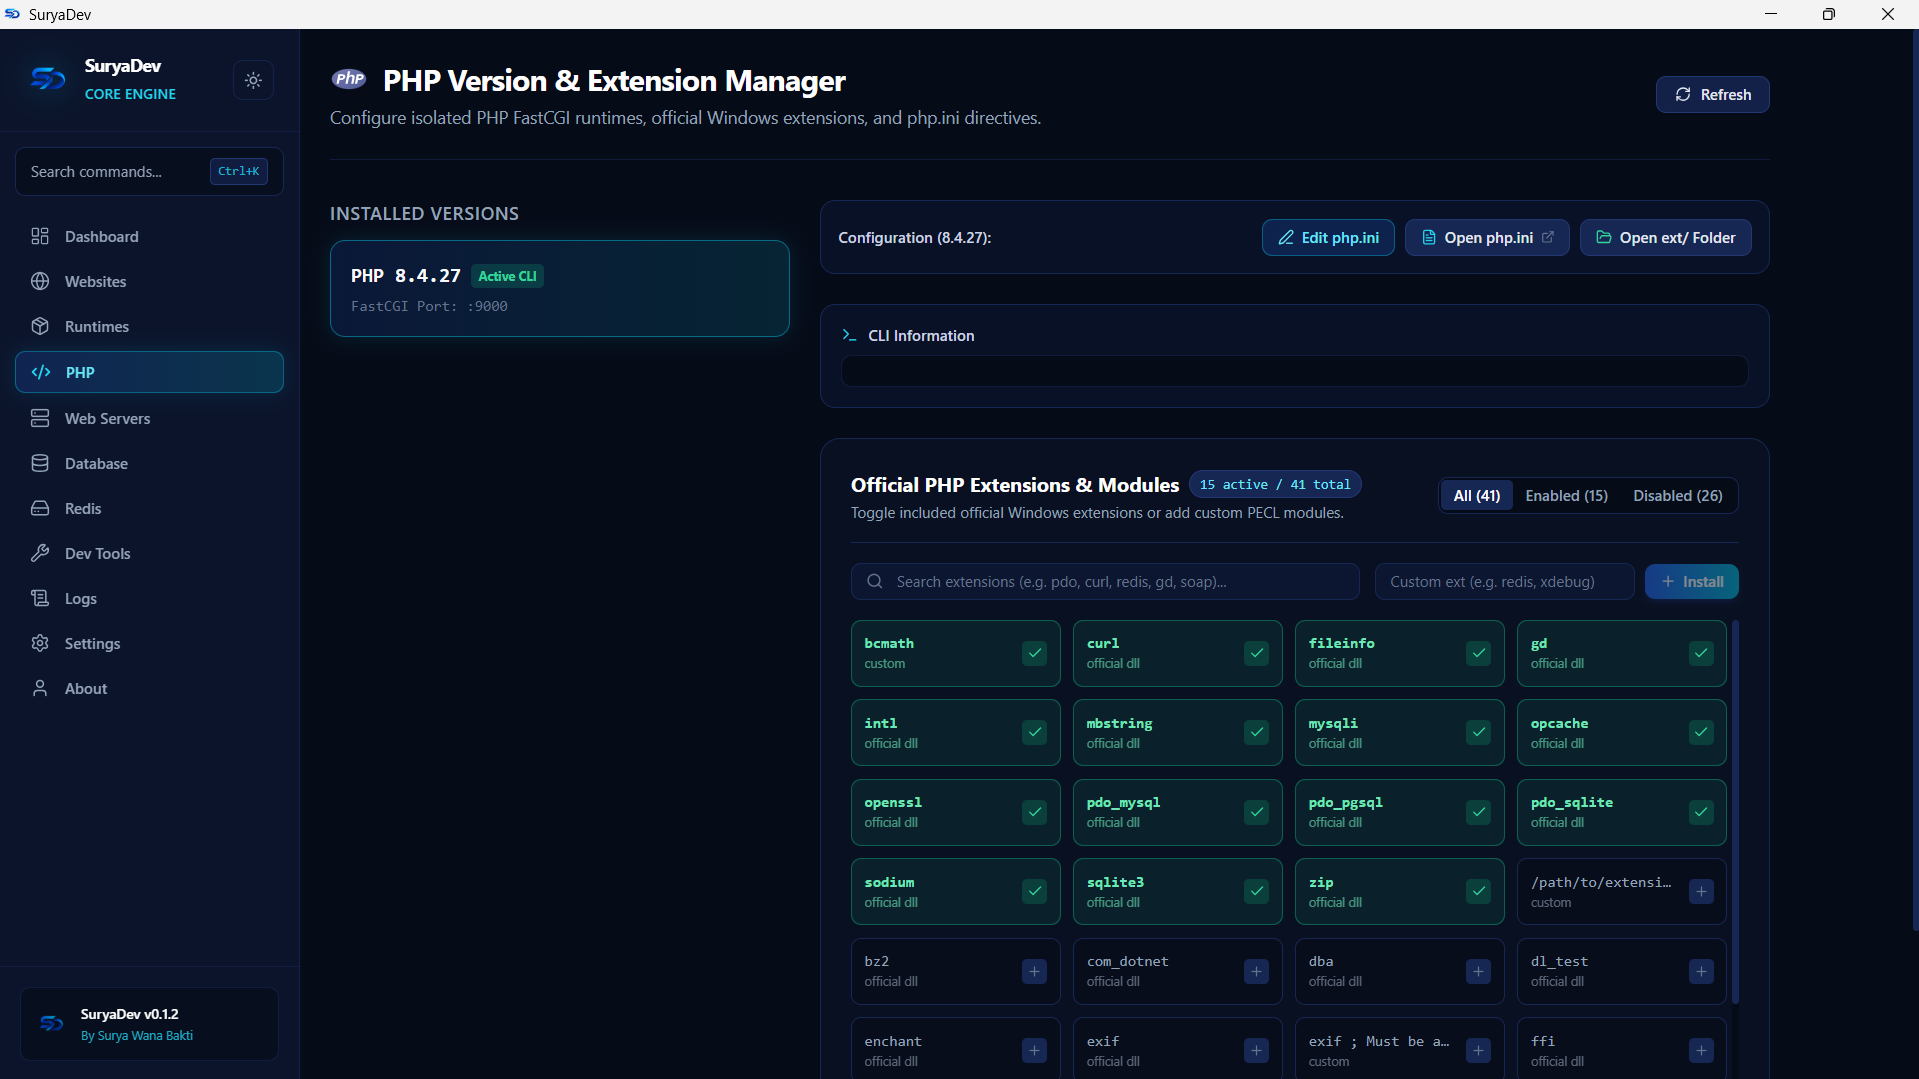 SuryaDev
SuryaDev
CORE ENGINE
Search commands...
Ctrl+K
Dashboard
Websites
Runtimes
PHP
Web Servers
Database
Redis
Dev Tools
Logs
Settings
About
SuryaDev v0.1.2
By Surya Wana Bakti
php
PHP Version & Extension Manager
Configure isolated PHP FastCGI runtimes, official Windows extensions, and php.ini directives.
Refresh
INSTALLED VERSIONS
PHP 8.4.27 Active CLI
FastCGI Port: :9000
Configuration (8.4.27):
Edit php.ini
Open php.ini
Open ext/ Folder
CLI Information
Official PHP Extensions & Modules 15 active / 41 total
Toggle included official Windows extensions or add custom PECL modules.
All (41) Enabled (15) Disabled (26)
Search extensions (e.g. pdo, curl, redis, gd, soap)...
Custom ext (e.g. redis, xdebug)
Install
bcmath
custom
curl
official dll
fileinfo
official dll
gd
official dll
intl
official dll
mbstring
official dll
mysqli
official dll
opcache
official dll
openssl
official dll
pdo_mysql
official dll
pdo_pgsql
official dll
pdo_sqlite
official dll
sodium
official dll
sqlite3
official dll
zip
official dll
/path/to/extensi…
custom
bz2
official dll
com_dotnet
official dll
dba
official dll
dl_test
official dll
enchant
official dll
exif
official dll
exif ; Must be a…
custom
ffi
official dll